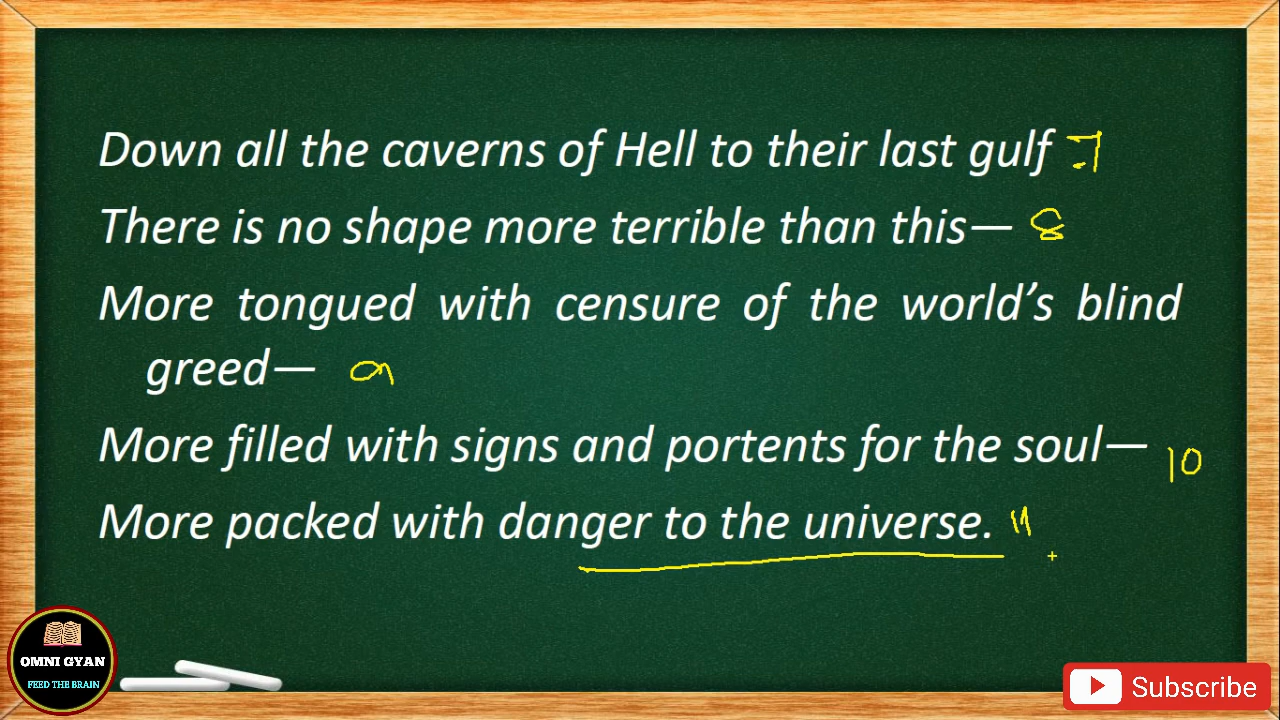 Down all the caverns of Hell to their last gulf 7
There is no shape more terrible than this— 8
More tongued with censure of the world’s blind
greed— 9
More filled with signs and portents for the soul— 10
More packed with danger to the universe. 11
OMNI GYAN
FEED THE BRAIN
Subscribe